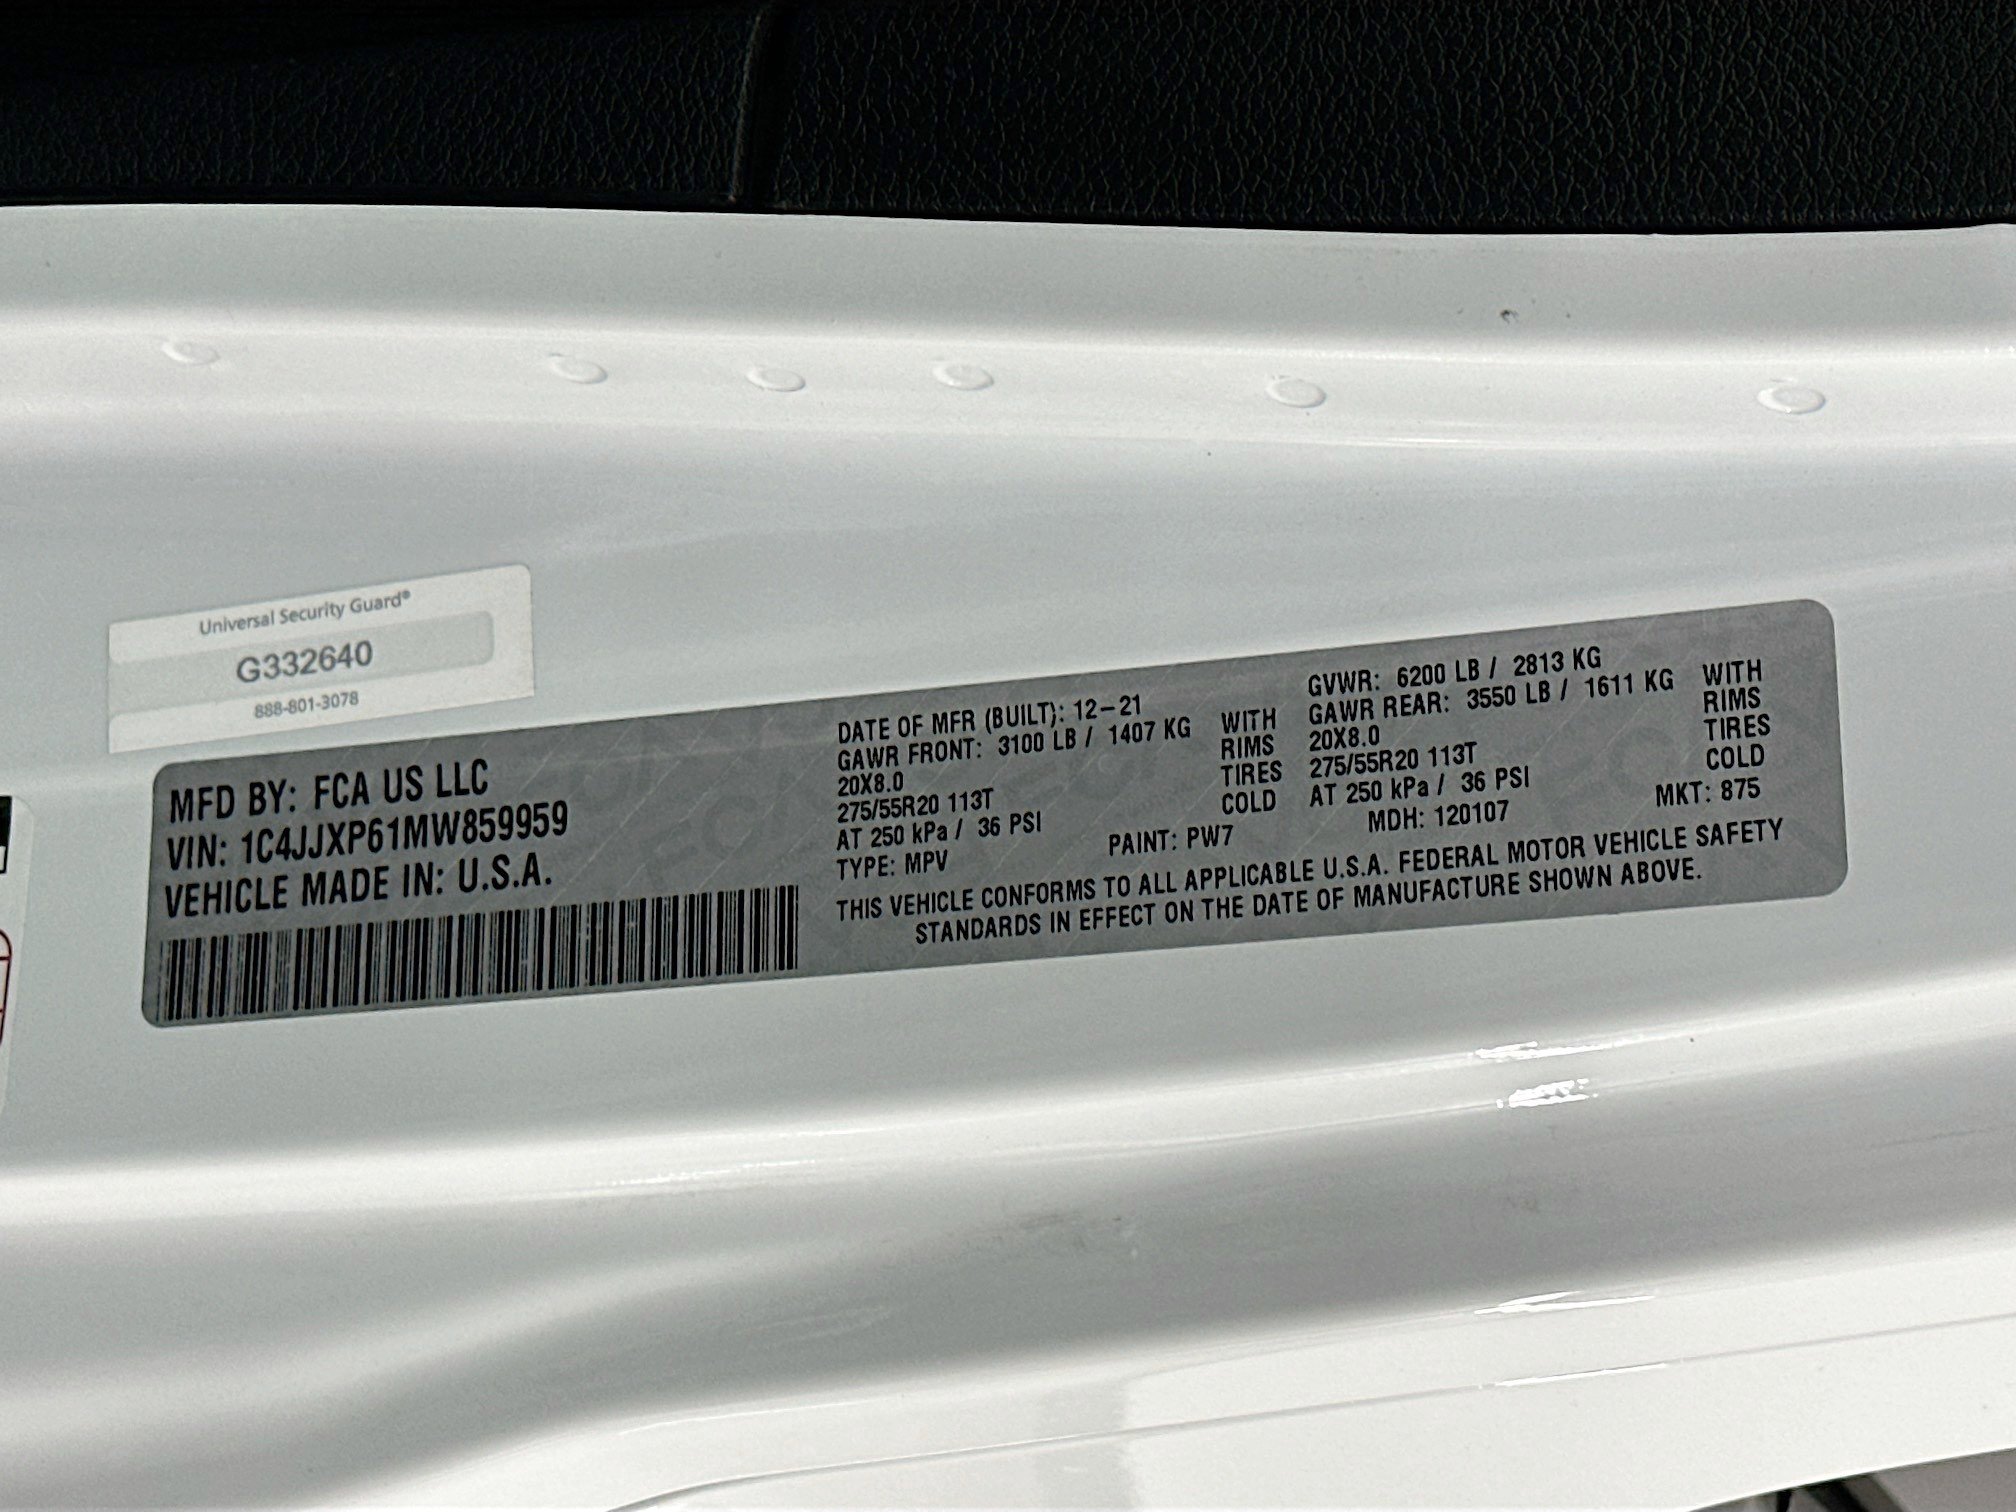 Universal Security Guard®
G332640
888-801-3078
MFD BY: FCA US LLC
VIN: 1C4JJXP61MW859959
VEHICLE MADE IN: U.S.A.
DATE OF MFR (BUILT): 12-21
GAWR FRONT: 3100 LB / 1407 KG WITH
20X8.0 RIMS
275/55R20 113T TIRES
AT 250 kPa / 36 PSI COLD
GVWR: 6200 LB / 2813 KG
GAWR REAR: 3550 LB / 1611 KG WITH
20X8.0 RIMS
275/55R20 113T TIRES
AT 250 kPa / 36 PSI COLD
TYPE: MPV PAINT: PW7 MDH: 120107 MKT: 875
THIS VEHICLE CONFORMS TO ALL APPLICABLE U.S.A. FEDERAL MOTOR VEHICLE SAFETY
STANDARDS IN EFFECT ON THE DATE OF MANUFACTURE SHOWN ABOVE.